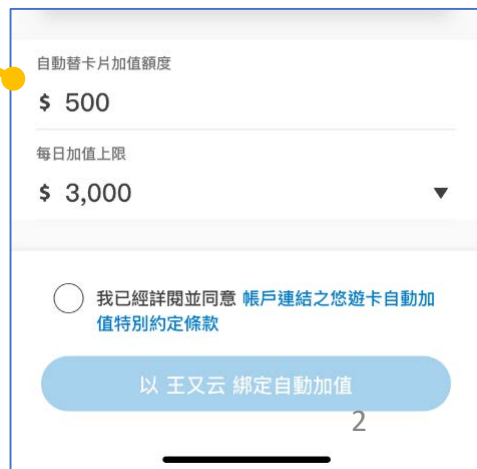 自動替卡片加值額度
$ 500
每日加值上限
$ 3,000
我已經詳閱並同意 帳戶連結之悠遊卡自動加
值特別約定條款
以 王又云 綁定自動加值
2